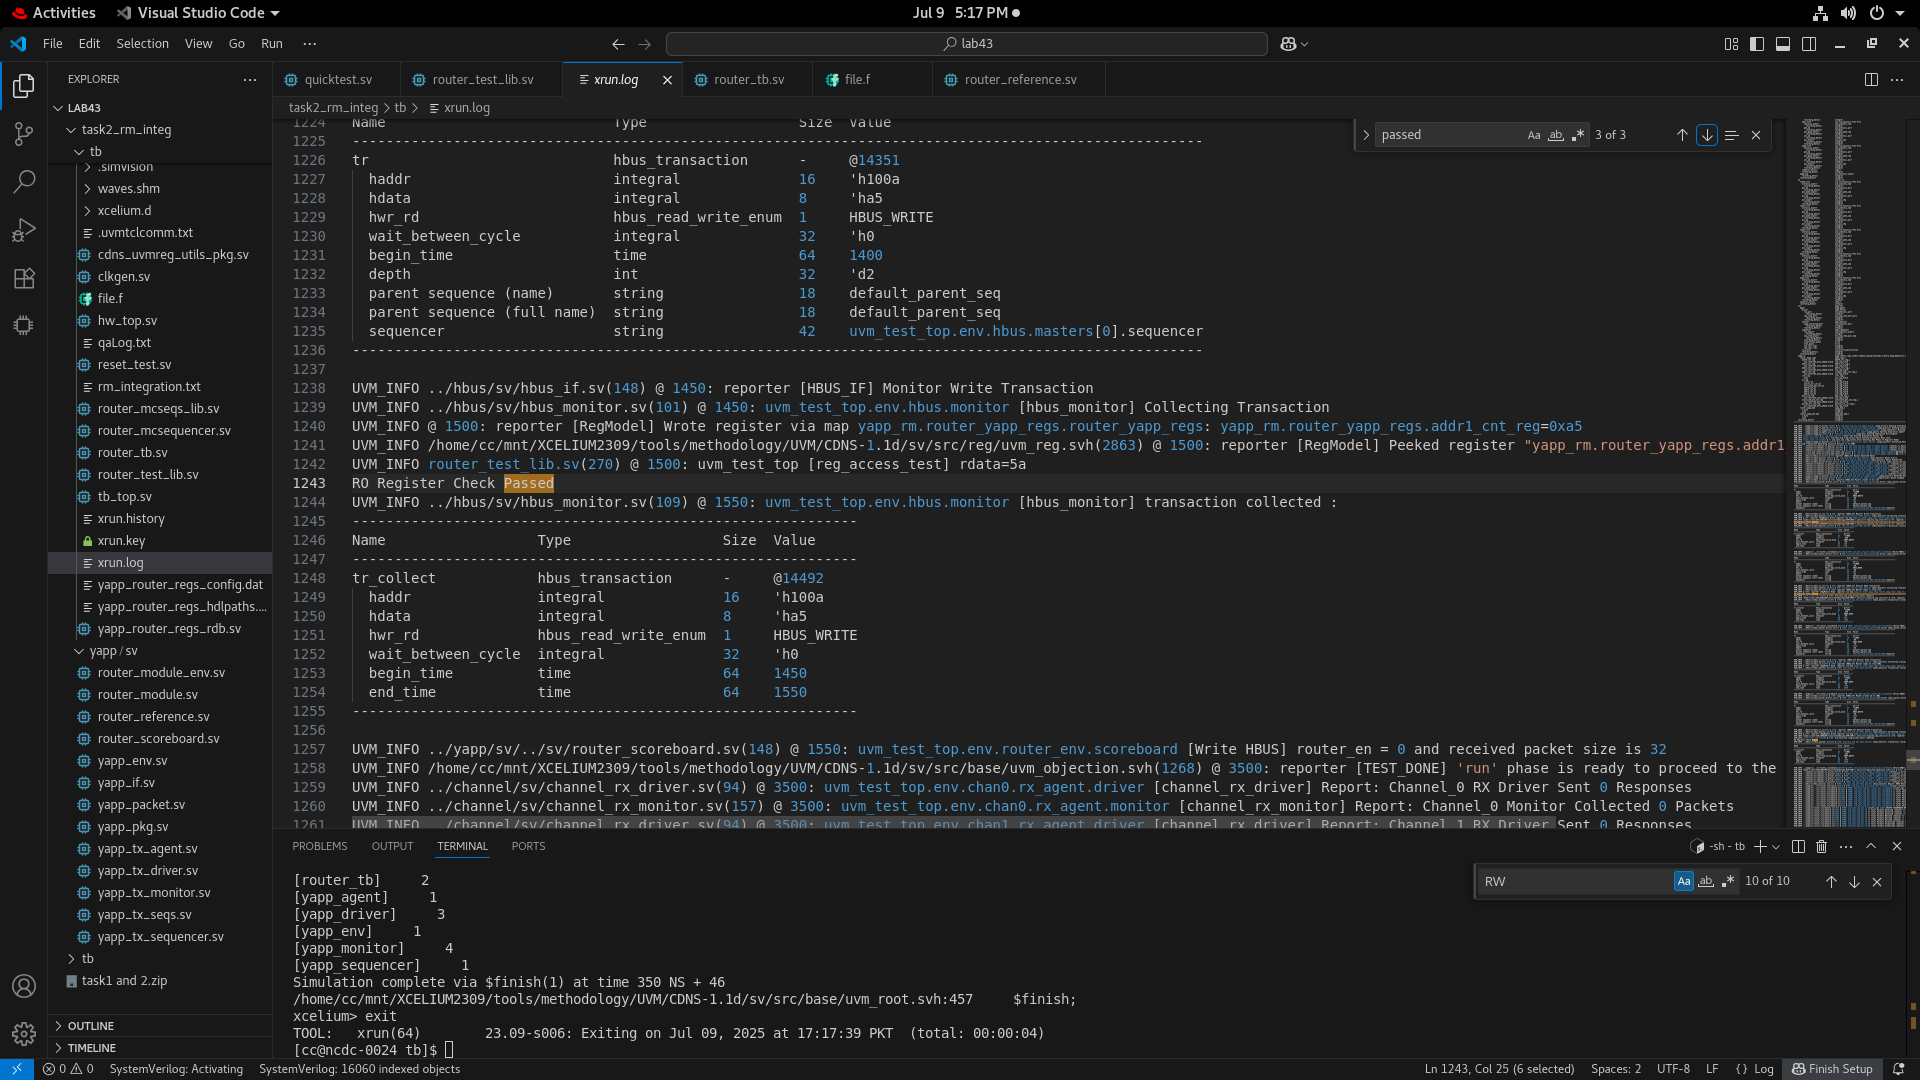 Activities
Visual Studio Code
Jul 9 5:17 PM
File Edit Selection View Go Run ···
lab43
EXPLORER
quicktest.sv
router_test_lib.sv
xrun.log
router_tb.sv
file.f
router_reference.sv
task2_rm_integ > tb > xrun.log
LAB43
task2_rm_integ
tb
.simvision
waves.shm
xcelium.d
.uvmtclcomm.txt
cdns_uvmreg_utils_pkg.sv
clkgen.sv
file.f
hw_top.sv
qaLog.txt
reset_test.sv
rm_integration.txt
router_mcseqs_lib.sv
router_mcsequencer.sv
router_tb.sv
router_test_lib.sv
tb_top.sv
xrun.history
xrun.key
xrun.log
yapp_router_regs_config.dat
yapp_router_regs_hdlpaths....
yapp_router_regs_rdb.sv
yapp / sv
router_module_env.sv
router_module.sv
router_reference.sv
router_scoreboard.sv
yapp_env.sv
yapp_if.sv
yapp_packet.sv
yapp_pkg.sv
yapp_tx_agent.sv
yapp_tx_driver.sv
yapp_tx_monitor.sv
yapp_tx_seqs.sv
yapp_tx_sequencer.sv
tb
task1 and 2.zip
OUTLINE
TIMELINE
passed
Aa ab 3 of 3
1224 Name Type Size Value
1225 -----------------------------------------------------------------------------------------------------
1226 tr hbus_transaction - @14351
1227 haddr integral 16 'h100a
1228 hdata integral 8 'ha5
1229 hwr_rd hbus_read_write_enum 1 HBUS_WRITE
1230 wait_between_cycle integral 32 'h0
1231 begin_time time 64 1400
1232 depth int 32 'd2
1233 parent sequence (name) string 18 default_parent_seq
1234 parent sequence (full name) string 18 default_parent_seq
1235 sequencer string 42 uvm_test_top.env.hbus.masters[0].sequencer
1236 -----------------------------------------------------------------------------------------------------
1237
1238 UVM_INFO ../hbus/sv/hbus_if.sv(148) @ 1450: reporter [HBUS_IF] Monitor Write Transaction
1239 UVM_INFO ../hbus/sv/hbus_monitor.sv(101) @ 1450: uvm_test_top.env.hbus.monitor [hbus_monitor] Collecting Transaction
1240 UVM_INFO @ 1500: reporter [RegModel] Wrote register via map yapp_rm.router_yapp_regs.router_yapp_regs: yapp_rm.router_yapp_regs.addr1_cnt_reg=0xa5
1241 UVM_INFO /home/cc/mnt/XCELIUM2309/tools/methodology/UVM/CDNS-1.1d/sv/src/reg/uvm_reg.svh(2863) @ 1500: reporter [RegModel] Peeked register "yapp_rm.router_yapp_regs.addr1
1242 UVM_INFO router_test_lib.sv(270) @ 1500: uvm_test_top [reg_access_test] rdata=5a
1243 RO Register Check Passed
1244 UVM_INFO ../hbus/sv/hbus_monitor.sv(109) @ 1550: uvm_test_top.env.hbus.monitor [hbus_monitor] transaction collected :
1245 ------------------------------------------------------------
1246 Name Type Size Value
1247 ------------------------------------------------------------
1248 tr_collect hbus_transaction - @14492
1249 haddr integral 16 'h100a
1250 hdata integral 8 'ha5
1251 hwr_rd hbus_read_write_enum 1 HBUS_WRITE
1252 wait_between_cycle integral 32 'h0
1253 begin_time time 64 1450
1254 end_time time 64 1550
1255 ------------------------------------------------------------
1256
1257 UVM_INFO ../yapp/sv/../sv/router_scoreboard.sv(148) @ 1550: uvm_test_top.env.router_env.scoreboard [Write HBUS] router_en = 0 and received packet size is 32
1258 UVM_INFO /home/cc/mnt/XCELIUM2309/tools/methodology/UVM/CDNS-1.1d/sv/src/base/uvm_objection.svh(1268) @ 3500: reporter [TEST_DONE] 'run' phase is ready to proceed to the
1259 UVM_INFO ../channel/sv/channel_rx_driver.sv(94) @ 3500: uvm_test_top.env.chan0.rx_agent.driver [channel_rx_driver] Report: Channel_0 RX Driver Sent 0 Responses
1260 UVM_INFO ../channel/sv/channel_rx_monitor.sv(157) @ 3500: uvm_test_top.env.chan0.rx_agent.monitor [channel_rx_monitor] Report: Channel_0 Monitor Collected 0 Packets
1261 UVM_INFO ../channel/sv/channel_rx_driver.sv(94) @ 3500: uvm_test_top.env.chan1.rx_agent.driver [channel_rx_driver] Report: Channel_1 RX Driver Sent 0 Responses
PROBLEMS OUTPUT TERMINAL PORTS
-sh - tb
RW
Aa ab 10 of 10
[router_tb] 2
[yapp_agent] 1
[yapp_driver] 3
[yapp_env] 1
[yapp_monitor] 4
[yapp_sequencer] 1
Simulation complete via $finish(1) at time 350 NS + 46
/home/cc/mnt/XCELIUM2309/tools/methodology/UVM/CDNS-1.1d/sv/src/base/uvm_root.svh:457 $finish;
xcelium> exit
TOOL: xrun(64) 23.09-s006: Exiting on Jul 09, 2025 at 17:17:39 PKT (total: 00:00:04)
[cc@ncdc-0024 tb]$
0 0 SystemVerilog: Activating SystemVerilog: 16060 indexed objects
Ln 1243, Col 25 (6 selected) Spaces: 2 UTF-8 LF {} Log Finish Setup